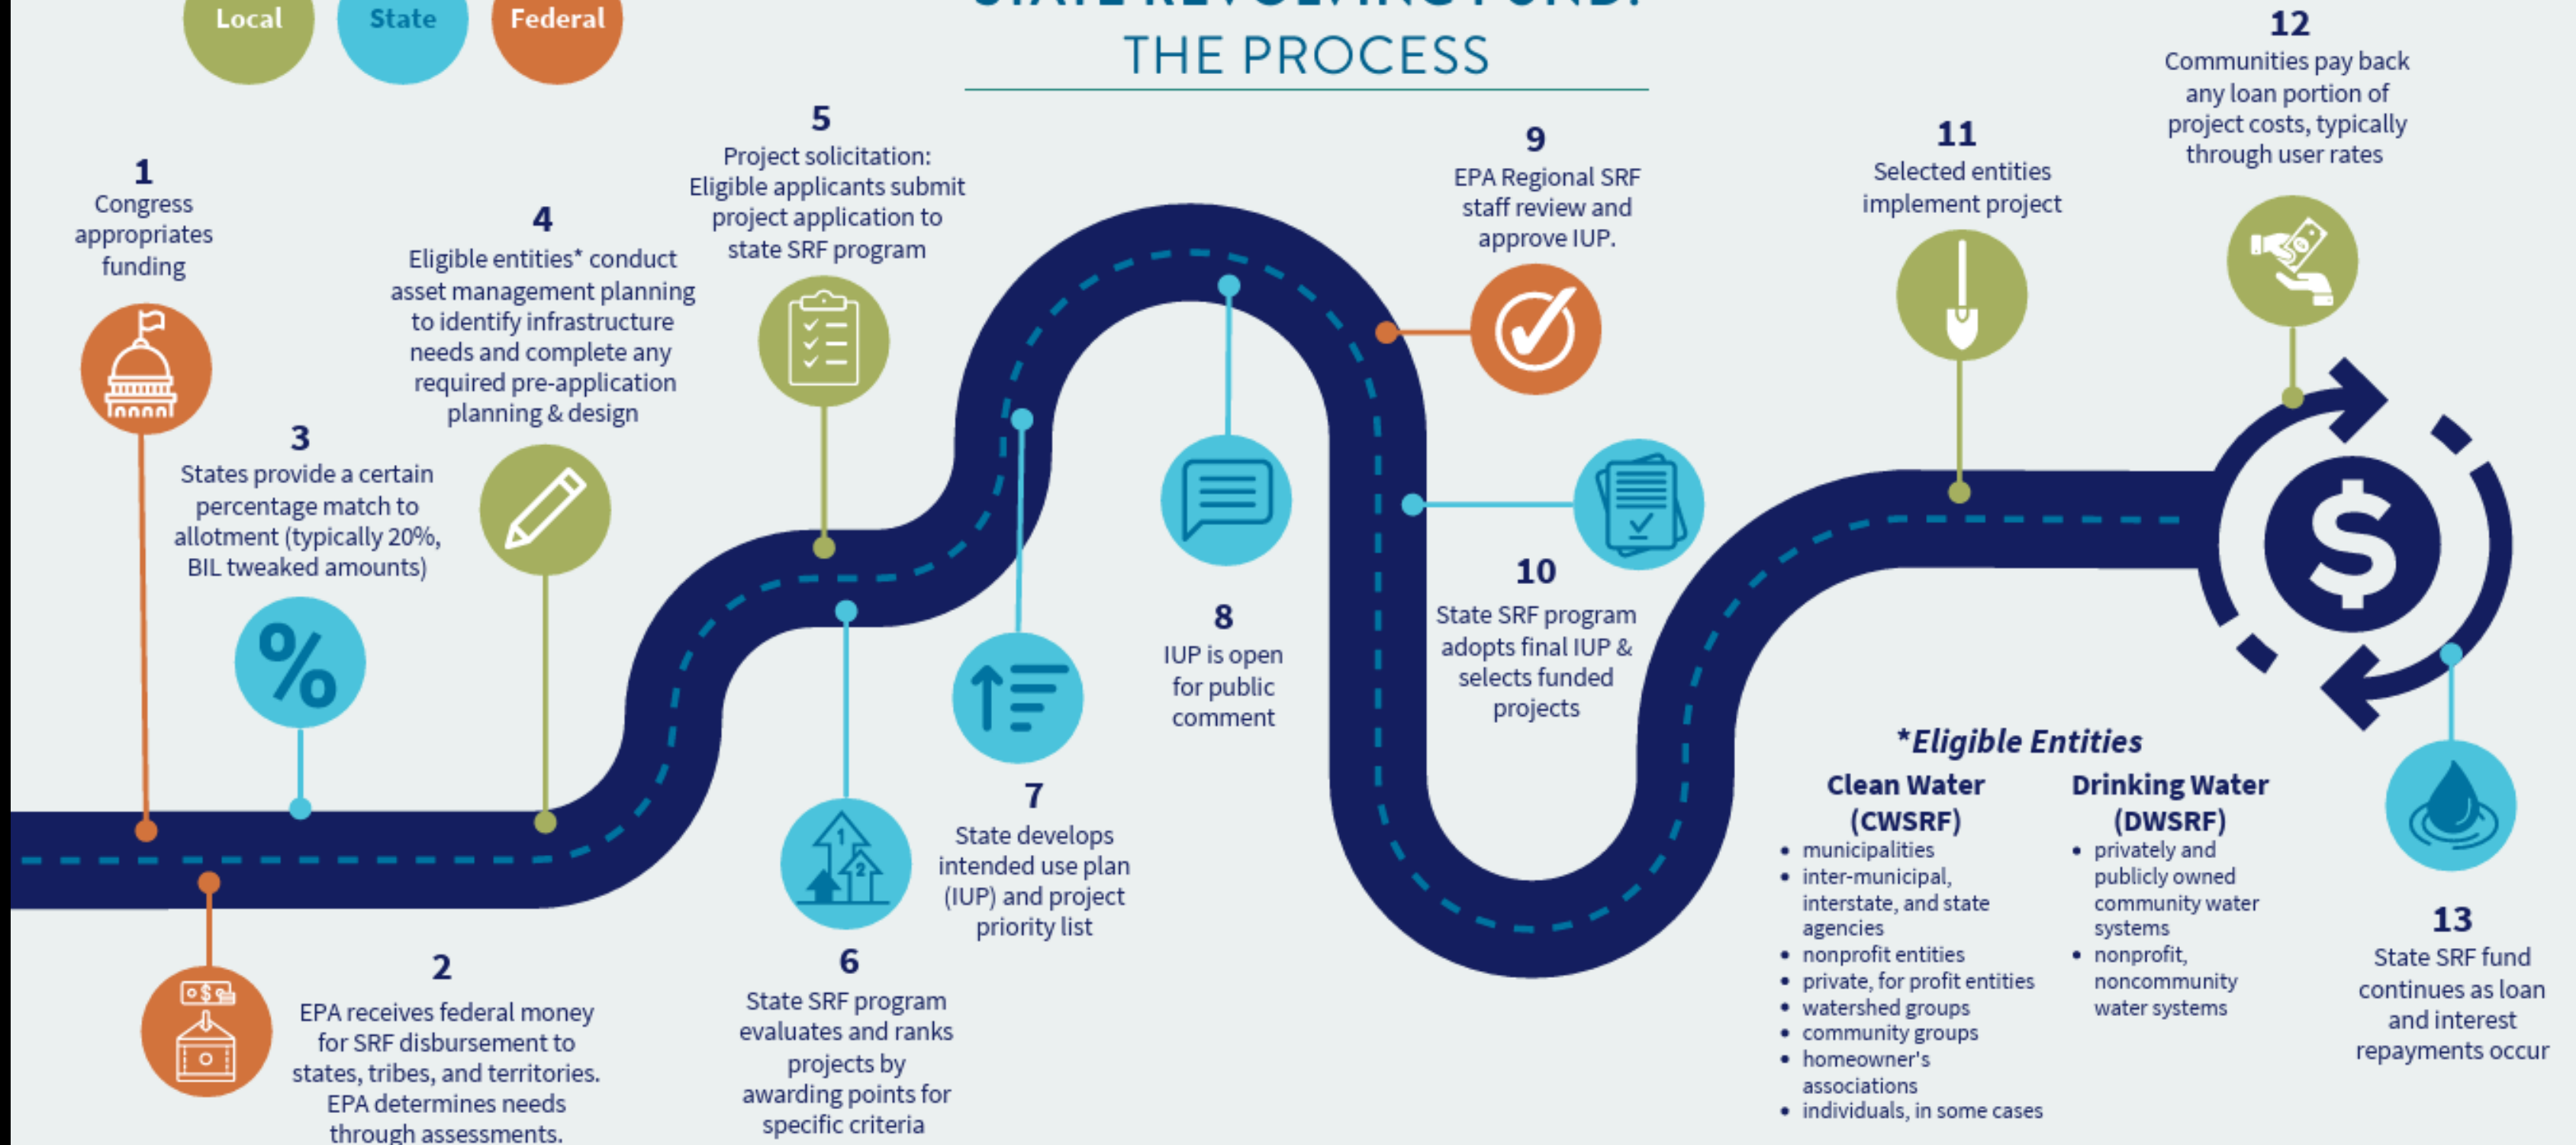 Local
State
Federal
STATE REVOLVING FUND:
THE PROCESS
1
Congress
appropriates
funding
2
EPA receives federal money
for SRF disbursement to
states, tribes, and territories.
EPA determines needs
through assessments.
3
States provide a certain
percentage match to
allotment (typically 20%,
BIL tweaked amounts)
%
4
Eligible entities* conduct
asset management planning
to identify infrastructure
needs and complete any
required pre-application
planning & design
5
Project solicitation:
Eligible applicants submit
project application to
state SRF program
1
2
6
State SRF program
evaluates and ranks
projects by
awarding points for
specific criteria
7
State develops
intended use plan
(IUP) and project
priority list
8
IUP is open
for public
comment
9
EPA Regional SRF
staff review and
approve IUP.
10
State SRF program
adopts final IUP &
selects funded
projects
11
Selected entities
implement project
12
Communities pay back
any loan portion of
project costs, typically
through user rates
$
13
State SRF fund
continues as loan
and interest
repayments occur
*Eligible Entities
Clean Water
(CWSRF)
• municipalities
• inter-municipal,
interstate, and state
agencies
• nonprofit entities
• private, for profit entities
• watershed groups
• community groups
• homeowner's
associations
• individuals, in some cases
Drinking Water
(DWSRF)
• privately and
publicly owned
community water
systems
• nonprofit,
noncommunity
water systems